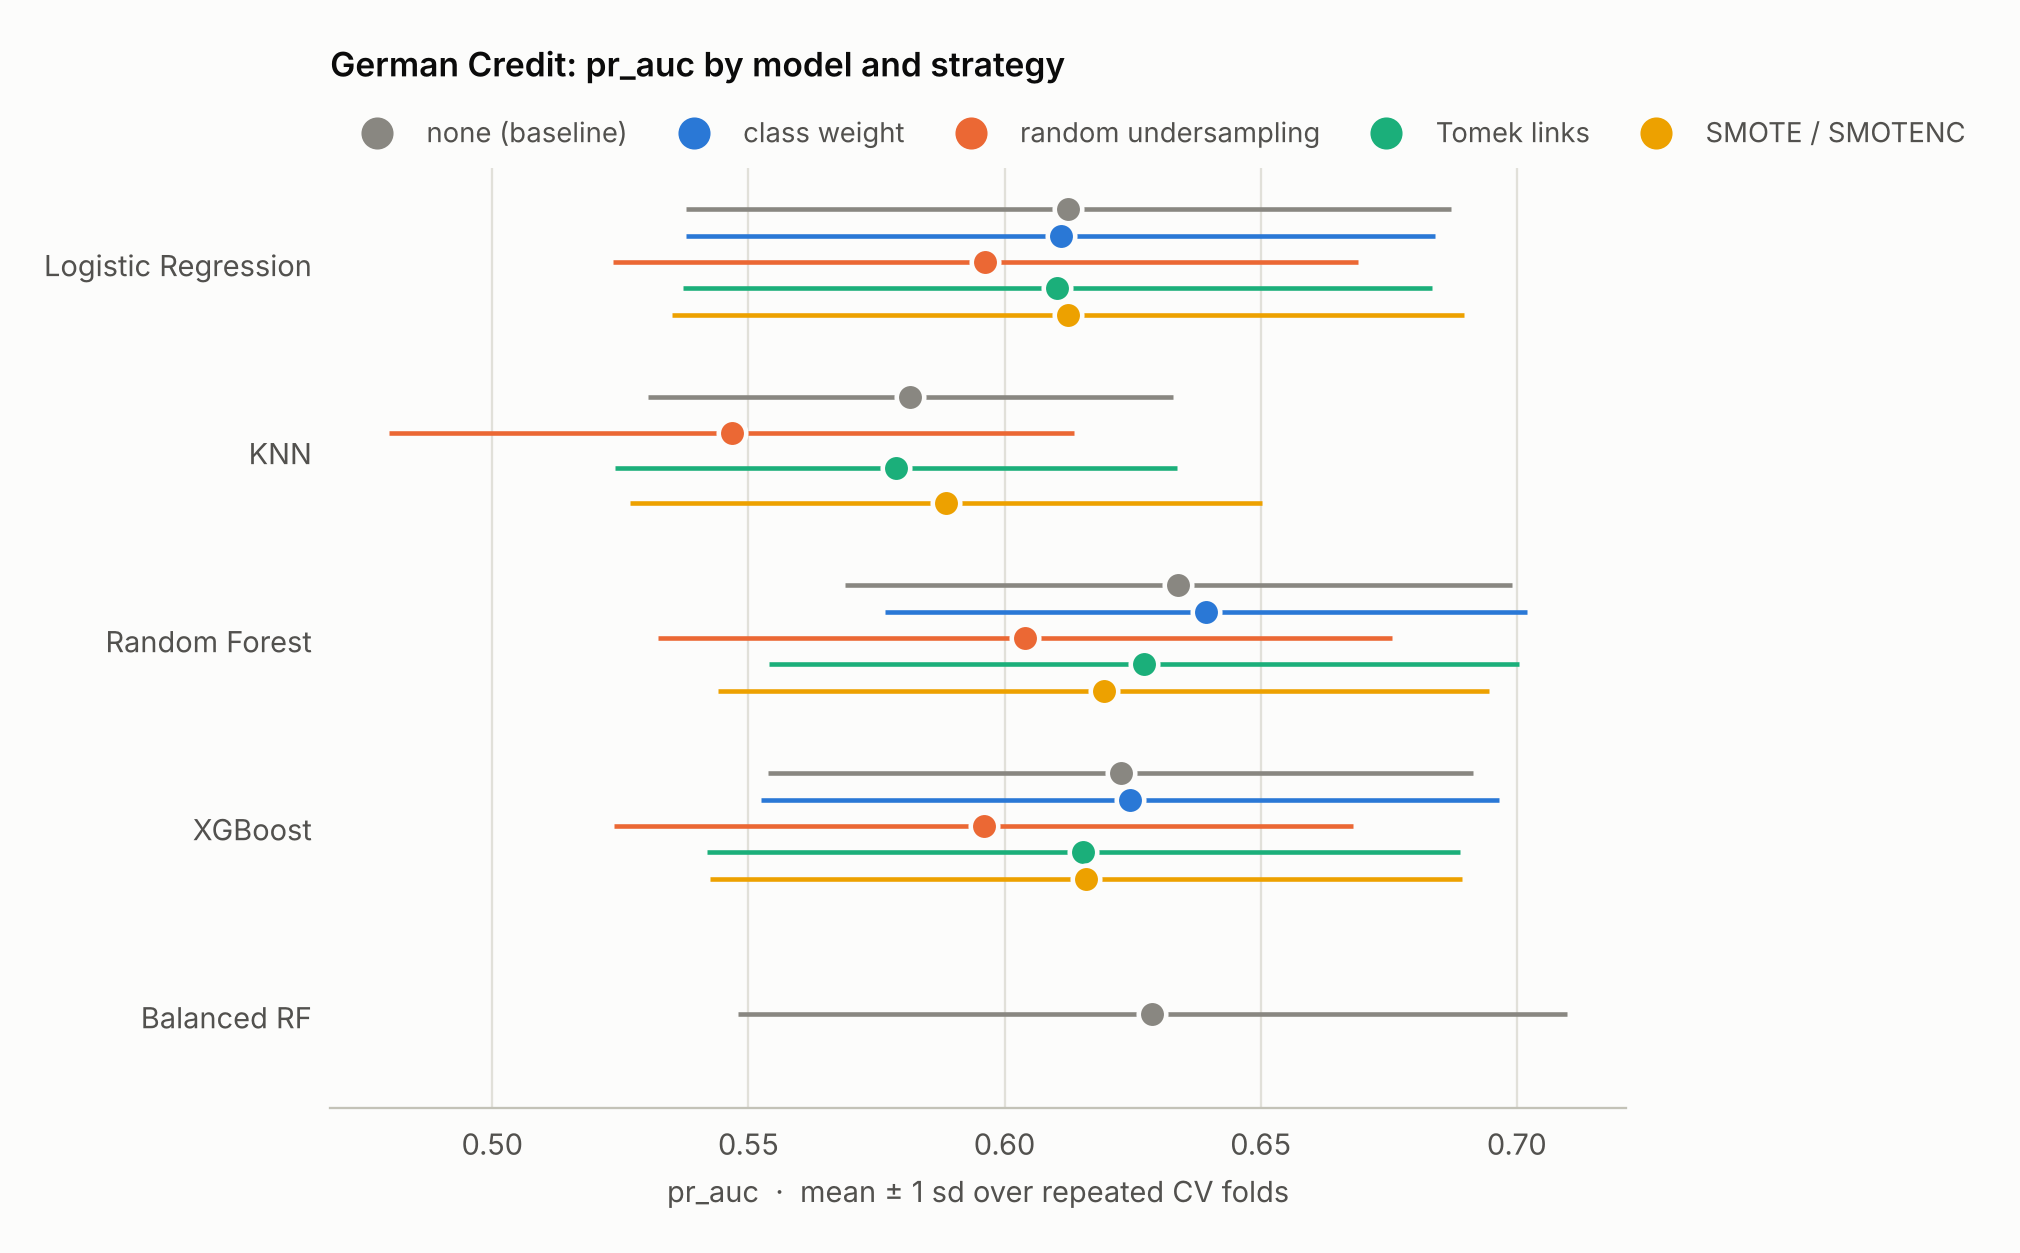 German Credit: pr_auc by model and strategy
none (baseline) class weight random undersampling Tomek links SMOTE / SMOTENC
Logistic Regression
KNN
Random Forest
XGBoost
Balanced RF
0.50 0.55 0.60 0.65 0.70
pr_auc · mean ± 1 sd over repeated CV folds